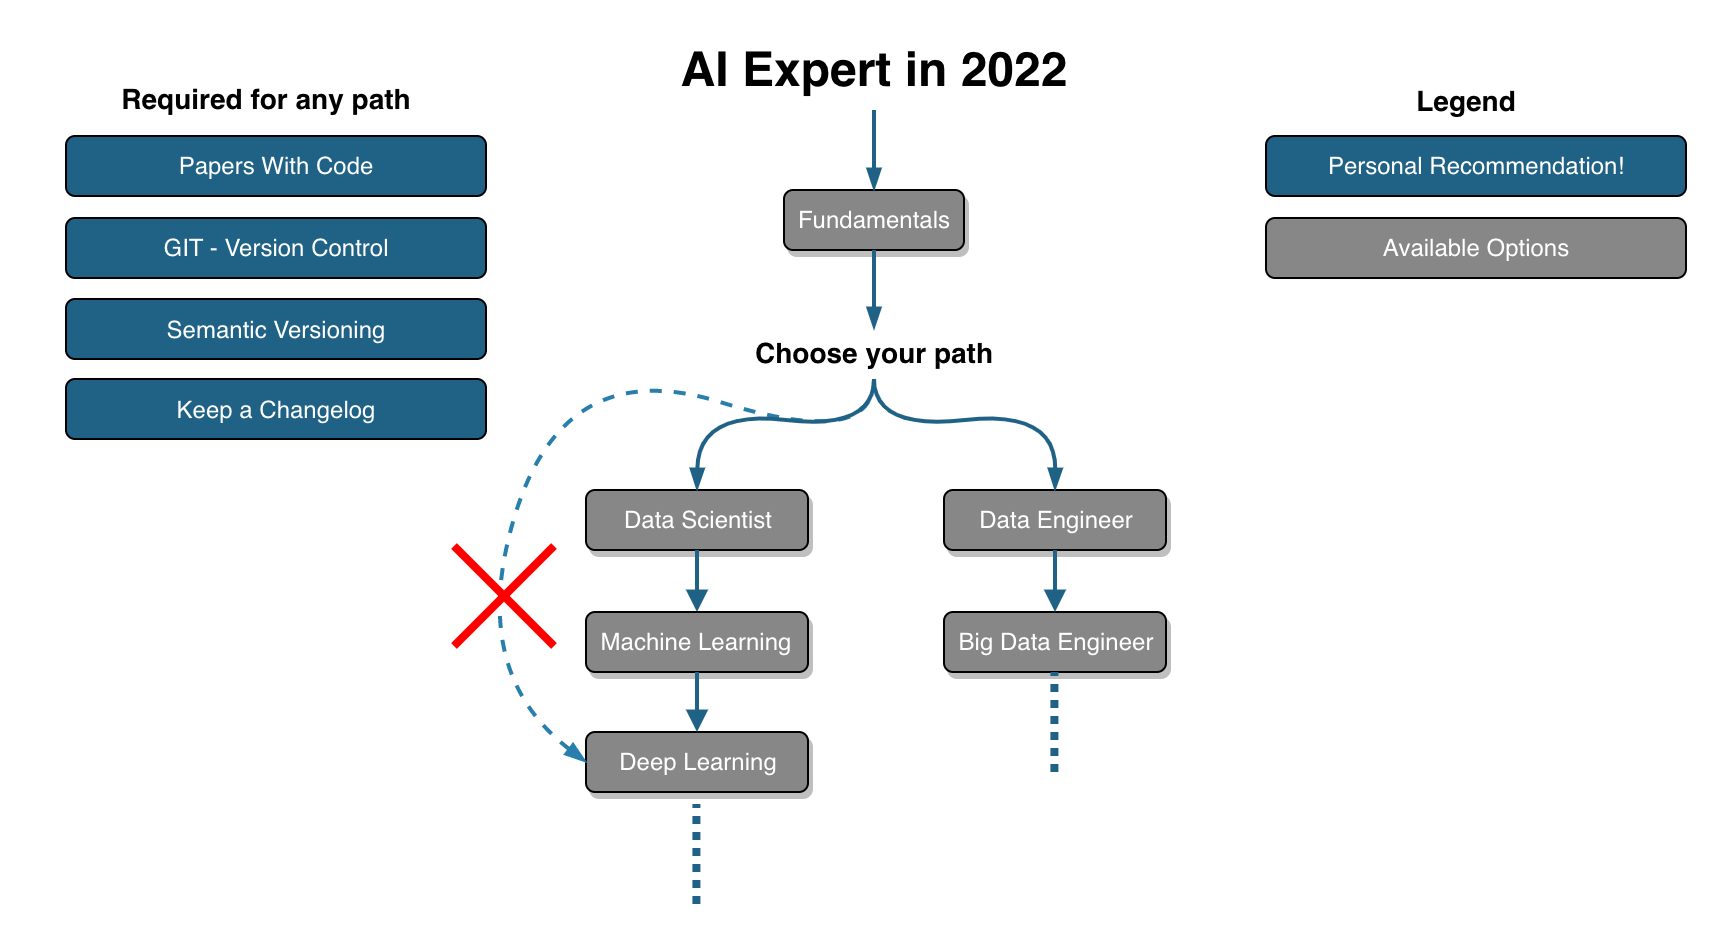 AI Expert in 2022
Required for any path
Papers With Code
GIT - Version Control
Semantic Versioning
Keep a Changelog
Legend
Personal Recommendation!
Available Options
Fundamentals
Choose your path
Data Scientist
Data Engineer
Machine Learning
Big Data Engineer
Deep Learning